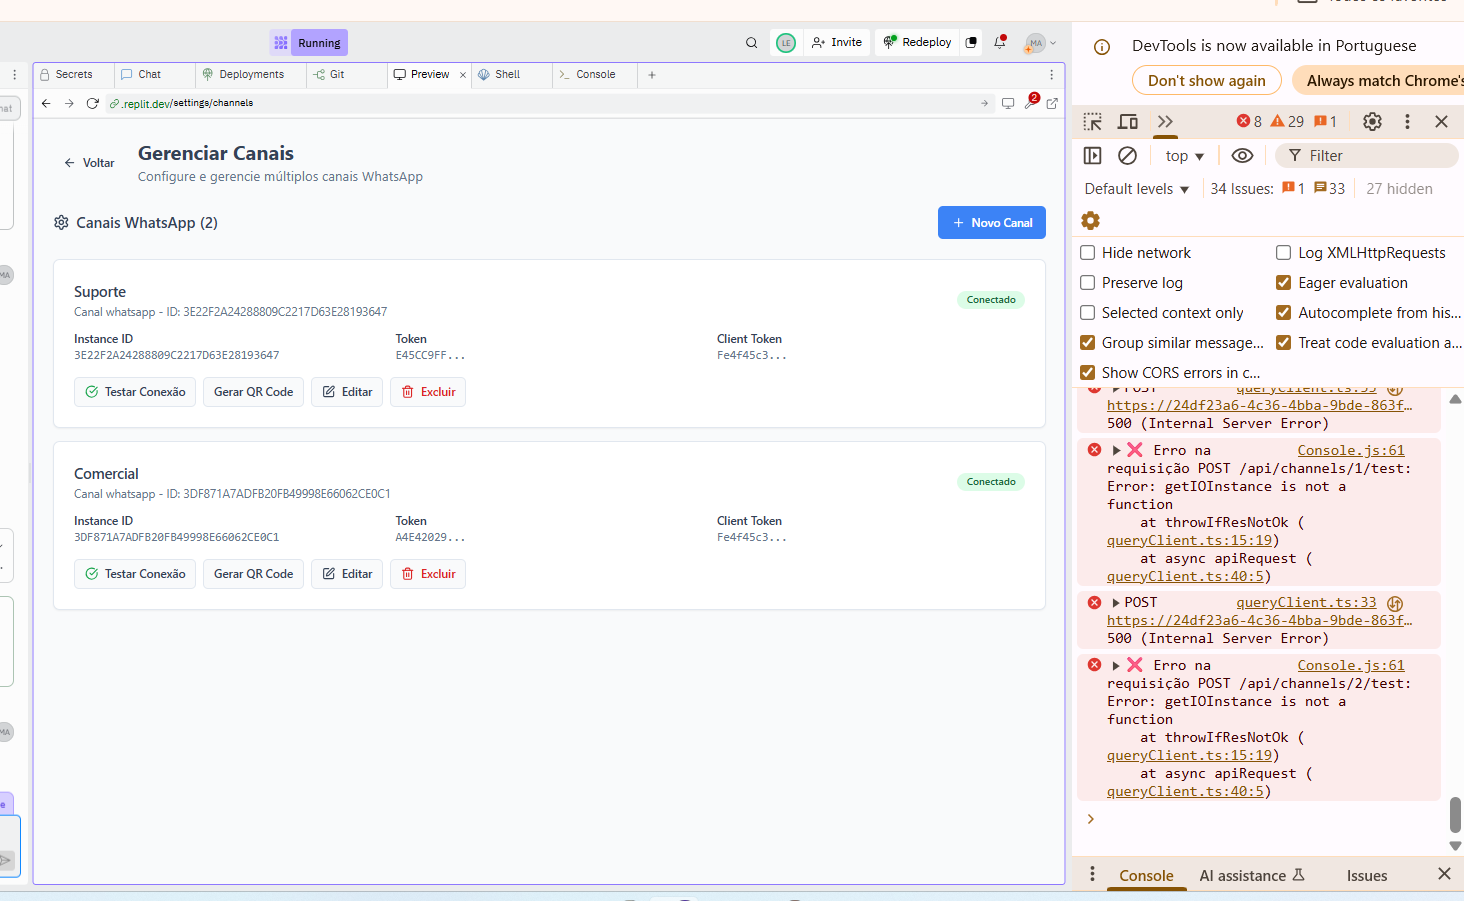 Running
LE
Invite
Redeploy
MA
Secrets
Chat
Deployments
Git
Preview
Shell
Console
.replit.dev/settings/channels
2
Voltar
Gerenciar Canais
Configure e gerencie múltiplos canais WhatsApp
Canais WhatsApp (2)
Novo Canal
Suporte
Canal whatsapp - ID: 3E22F2A24288809C2217D63E28193647
Conectado
Instance ID
Token
Client Token
3E22F2A24288809C2217D63E28193647
E45CC9FF...
Fe4f45c3...
Testar Conexão
Gerar QR Code
Editar
Excluir
Comercial
Canal whatsapp - ID: 3DF871A7ADFB20FB49998E66062CE0C1
Conectado
Instance ID
Token
Client Token
3DF871A7ADFB20FB49998E66062CE0C1
A4E42029...
Fe4f45c3...
Testar Conexão
Gerar QR Code
Editar
Excluir
MA
MA
DevTools is now available in Portuguese
Don't show again
Always match Chrome's
8
29
1
top
Filter
Default levels
34 Issues:
1
33
27 hidden
Hide network
Log XMLHttpRequests
Preserve log
Eager evaluation
Selected context only
Autocomplete from his...
Group similar message...
Treat code evaluation a...
Show CORS errors in c...
POST queryClient.ts:33
https://24df23a6-4c36-4bba-9bde-863f…
500 (Internal Server Error)
❌ Erro na Console.js:61
requisição POST /api/channels/1/test:
Error: getIOInstance is not a
function
at throwIfResNotOk (
queryClient.ts:15:19)
at async apiRequest (
queryClient.ts:40:5)
POST queryClient.ts:33
https://24df23a6-4c36-4bba-9bde-863f…
500 (Internal Server Error)
❌ Erro na Console.js:61
requisição POST /api/channels/2/test:
Error: getIOInstance is not a
function
at throwIfResNotOk (
queryClient.ts:15:19)
at async apiRequest (
queryClient.ts:40:5)
Console
AI assistance
Issues